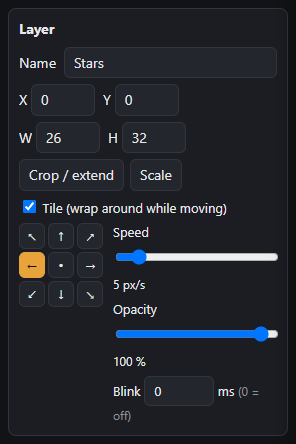 Layer
Name Stars
X 0 Y 0
W 26 H 32
Crop / extend Scale
Tile (wrap around while moving)
↖ ↑ ↗
← • →
↙ ↓ ↘
Speed
5 px/s
Opacity
100 %
Blink 0 ms (0 =
off)